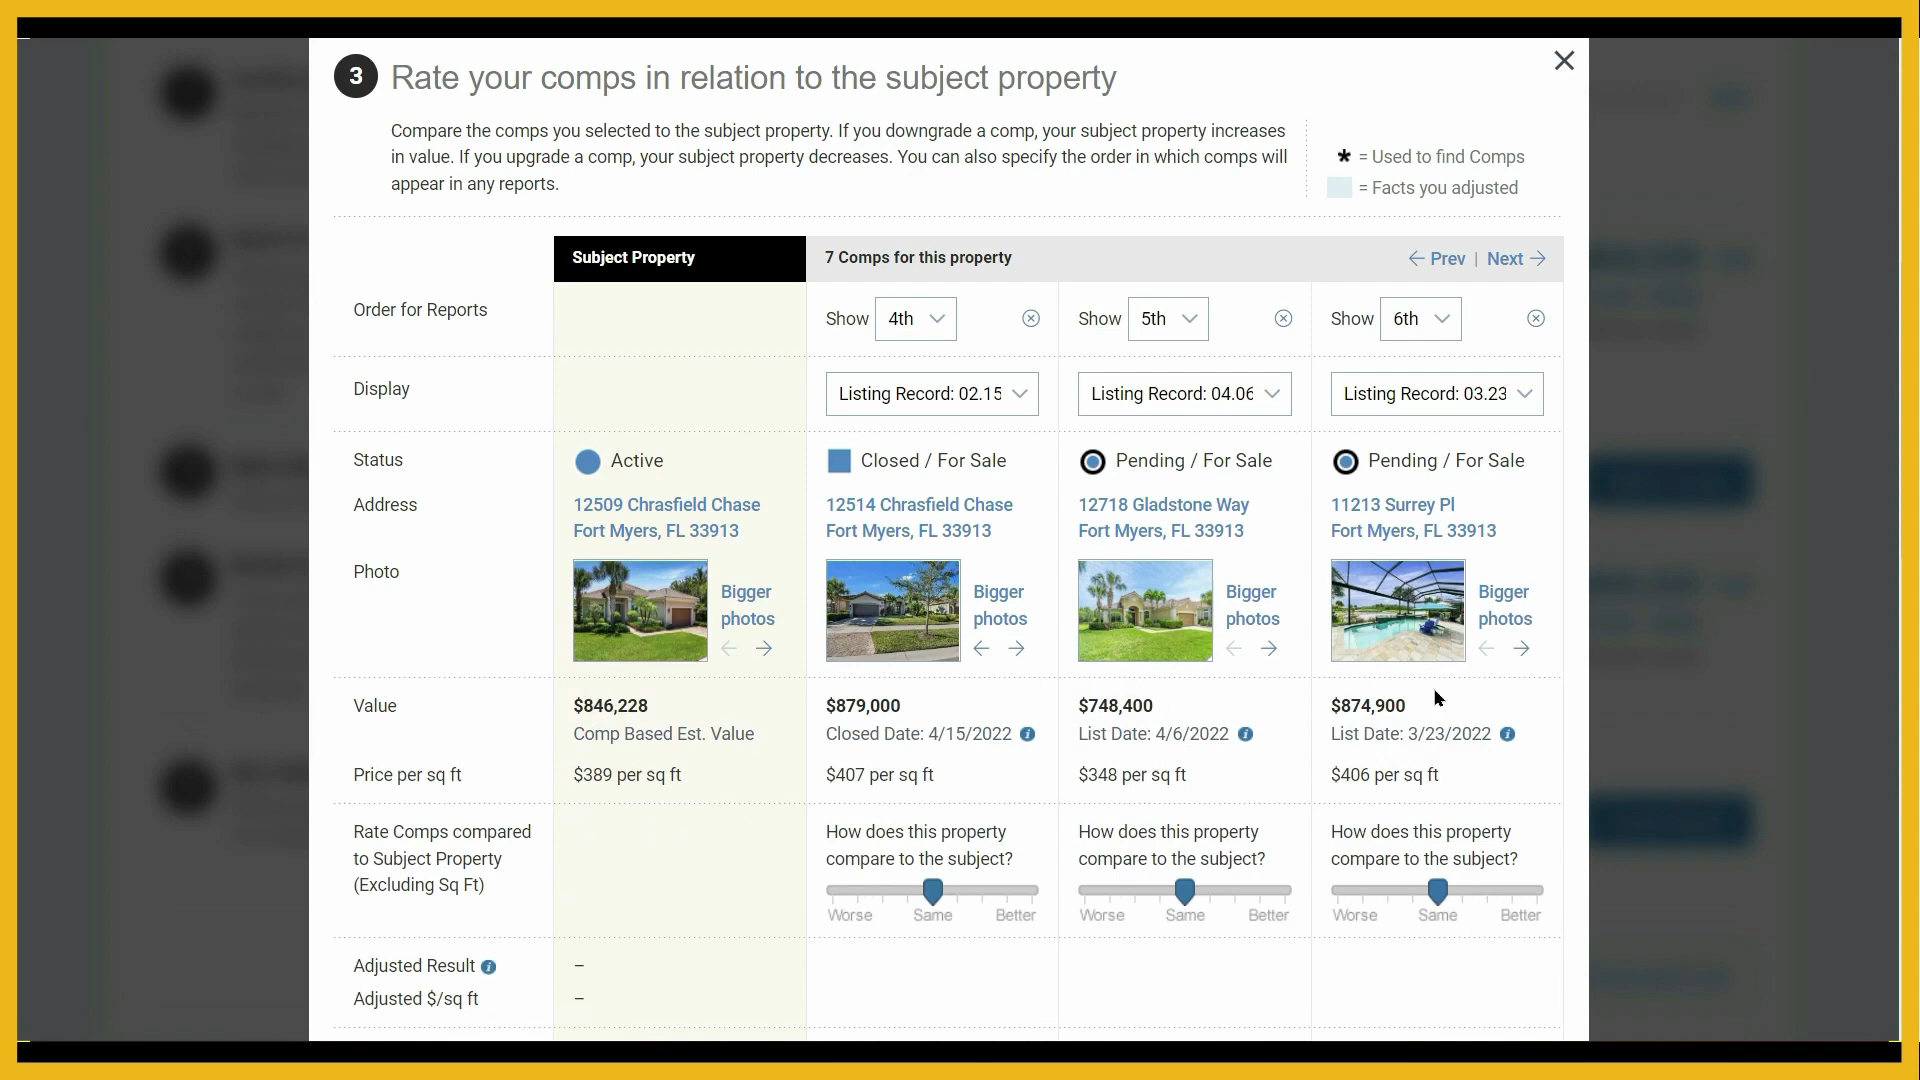 3 Rate your comps in relation to the subject property
Compare the comps you selected to the subject property. If you downgrade a comp, your subject property increases
in value. If you upgrade a comp, your subject property decreases. You can also specify the order in which comps will
appear in any reports.
* = Used to find Comps
= Facts you adjusted
Subject Property 7 Comps for this property Prev | Next
Order for Reports Show 4th Show 5th Show 6th
Display Listing Record: 02.15 Listing Record: 04.06 Listing Record: 03.23
Status Active Closed / For Sale Pending / For Sale Pending / For Sale
Address 12509 Chrasfield Chase 12514 Chrasfield Chase 12718 Gladstone Way 11213 Surrey Pl
Fort Myers, FL 33913 Fort Myers, FL 33913 Fort Myers, FL 33913 Fort Myers, FL 33913
Photo
Bigger Bigger Bigger Bigger
photos photos photos photos
Value $846,228 $879,000 $748,400 $874,900
Comp Based Est. Value Closed Date: 4/15/2022 List Date: 4/6/2022 List Date: 3/23/2022
Price per sq ft $389 per sq ft $407 per sq ft $348 per sq ft $406 per sq ft
Rate Comps compared How does this property How does this property How does this property
to Subject Property compare to the subject? compare to the subject? compare to the subject?
(Excluding Sq Ft)
Worse Same Better Worse Same Better Worse Same Better
Adjusted Result –
Adjusted $/sq ft –